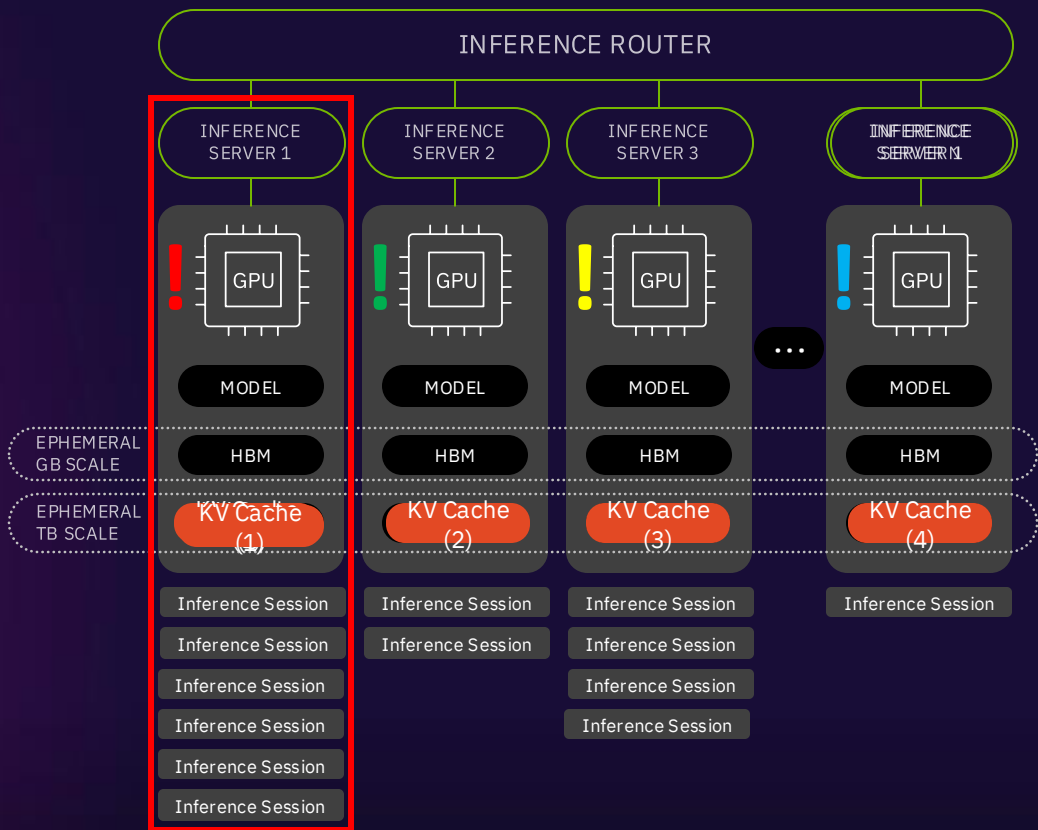 INFERENCE ROUTER
INFERENCE
SERVER 1
INFERENCE
SERVER 2
INFERENCE
SERVER 3
INFERENCE
SERVER
GPU
GPU
GPU
GPU
...
MODEL
MODEL
MODEL
MODEL
EPHEMERAL
GB SCALE
HBM
HBM
HBM
HBM
EPHEMERAL
TB SCALE
KV Cache
(1)
KV Cache
(2)
KV Cache
(3)
KV Cache
(4)
Inference Session
Inference Session
Inference Session
Inference Session
Inference Session
Inference Session
Inference Session
Inference Session
Inference Session
Inference Session
Inference Session
Inference Session
Inference Session